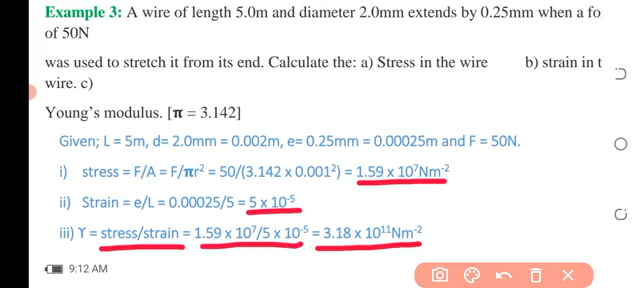 Example 3: A wire of length 5.0m and diameter 2.0mm extends by 0.25mm when a fo
of 50N
was used to stretch it from its end. Calculate the: a) Stress in the wire b) strain in t
wire. c)
Young's modulus. [π = 3.142]
Given; L = 5m, d= 2.0mm = 0.002m, e= 0.25mm = 0.00025m and F = 50N.
i) stress = F/A = F/πr² = 50/(3.142 x 0.001²) = 1.59 x 10⁷Nm⁻²
ii) Strain = e/L = 0.00025/5 = 5 x 10⁻⁵
iii) ϒ = stress/strain = 1.59 x 10⁷/5 x 10⁻⁵ = 3.18 x 10¹¹Nm⁻²
9:12 AM